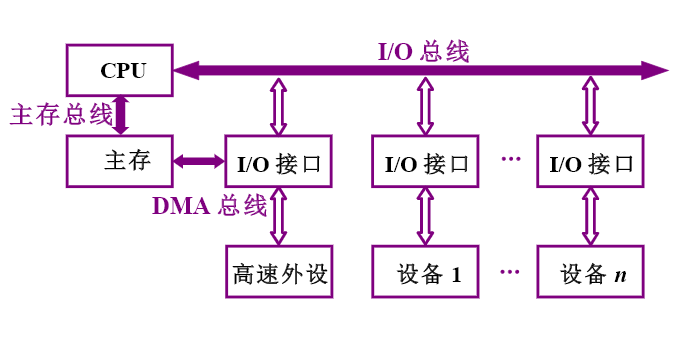 I/O 总线
CPU
主存总线
主存
I/O 接口
I/O 接口
···
I/O 接口
DMA 总线
高速外设
设备 1
···
设备 n